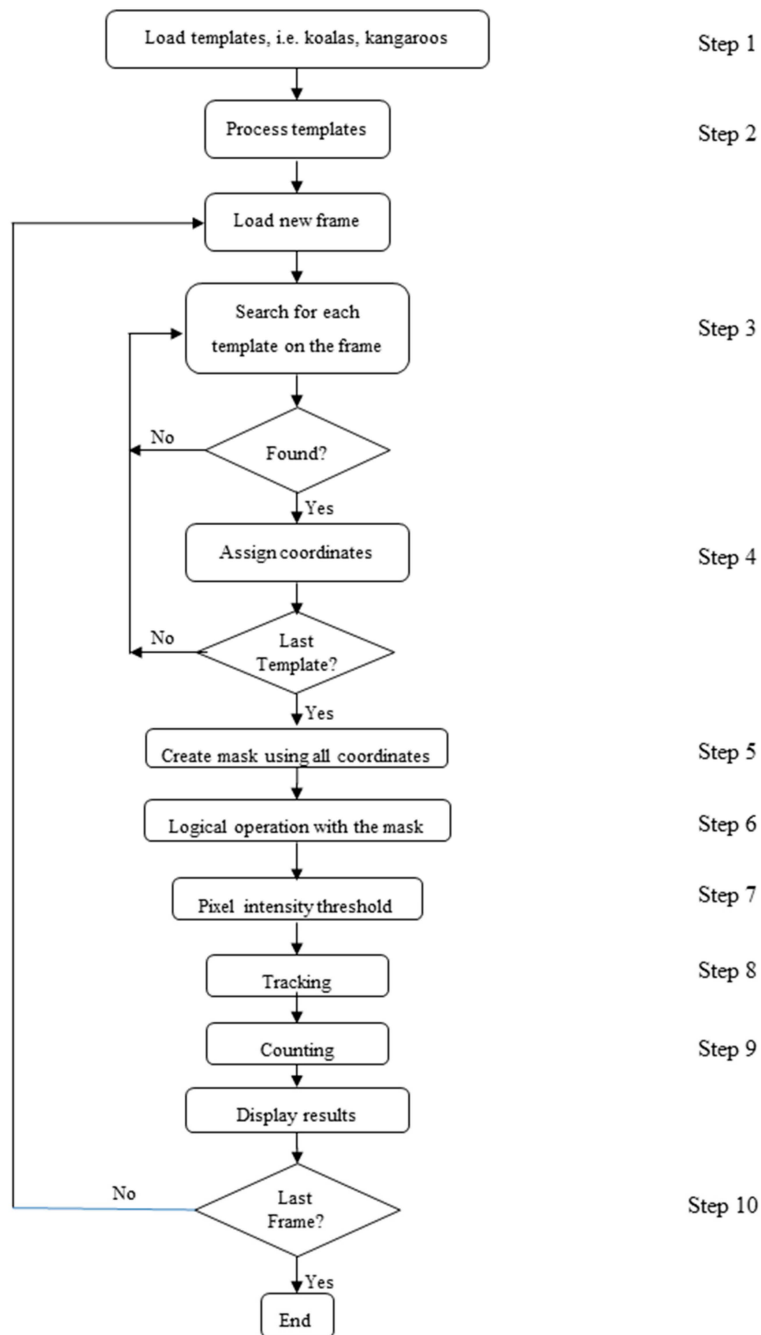 Load templates, i.e. koalas, kangaroos
Step 1
Process templates
Step 2
Load new frame
Search for each
template on the frame
Step 3
No
Found?
Yes
Assign coordinates
Step 4
No
Last
Template?
Yes
Create mask using all coordinates
Step 5
Logical operation with the mask
Step 6
Pixel intensity threshold
Step 7
Tracking
Step 8
Counting
Step 9
Display results
No
Last
Frame?
Step 10
Yes
End